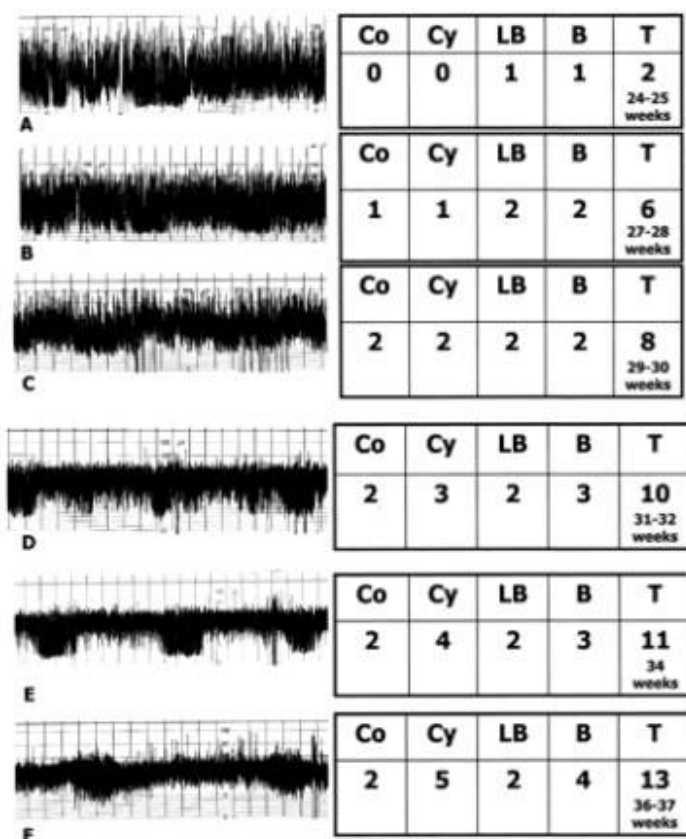 Co Cy LB B T
0 0 1 1 2
24-25
weeks
A
Co Cy LB B T
1 1 2 2 6
27-28
weeks
B
Co Cy LB B T
2 2 2 2 8
29-30
weeks
C
Co Cy LB B T
2 3 2 3 10
31-32
weeks
D
Co Cy LB B T
2 4 2 3 11
34
weeks
E
Co Cy LB B T
2 5 2 4 13
36-37
weeks
F